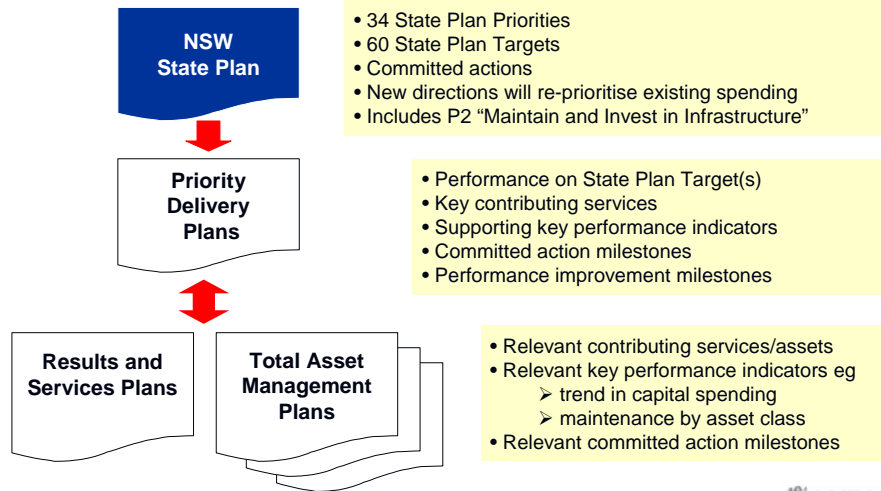 NSW
State Plan
• 34 State Plan Priorities
• 60 State Plan Targets
• Committed actions
• New directions will re-prioritise existing spending
• Includes P2 “Maintain and Invest in Infrastructure”
Priority
Delivery
Plans
• Performance on State Plan Target(s)
• Key contributing services
• Supporting key performance indicators
• Committed action milestones
• Performance improvement milestones
Results and
Services Plans
Total Asset
Management
Plans
• Relevant contributing services/assets
• Relevant key performance indicators eg
➢ trend in capital spending
➢ maintenance by asset class
• Relevant committed action milestones